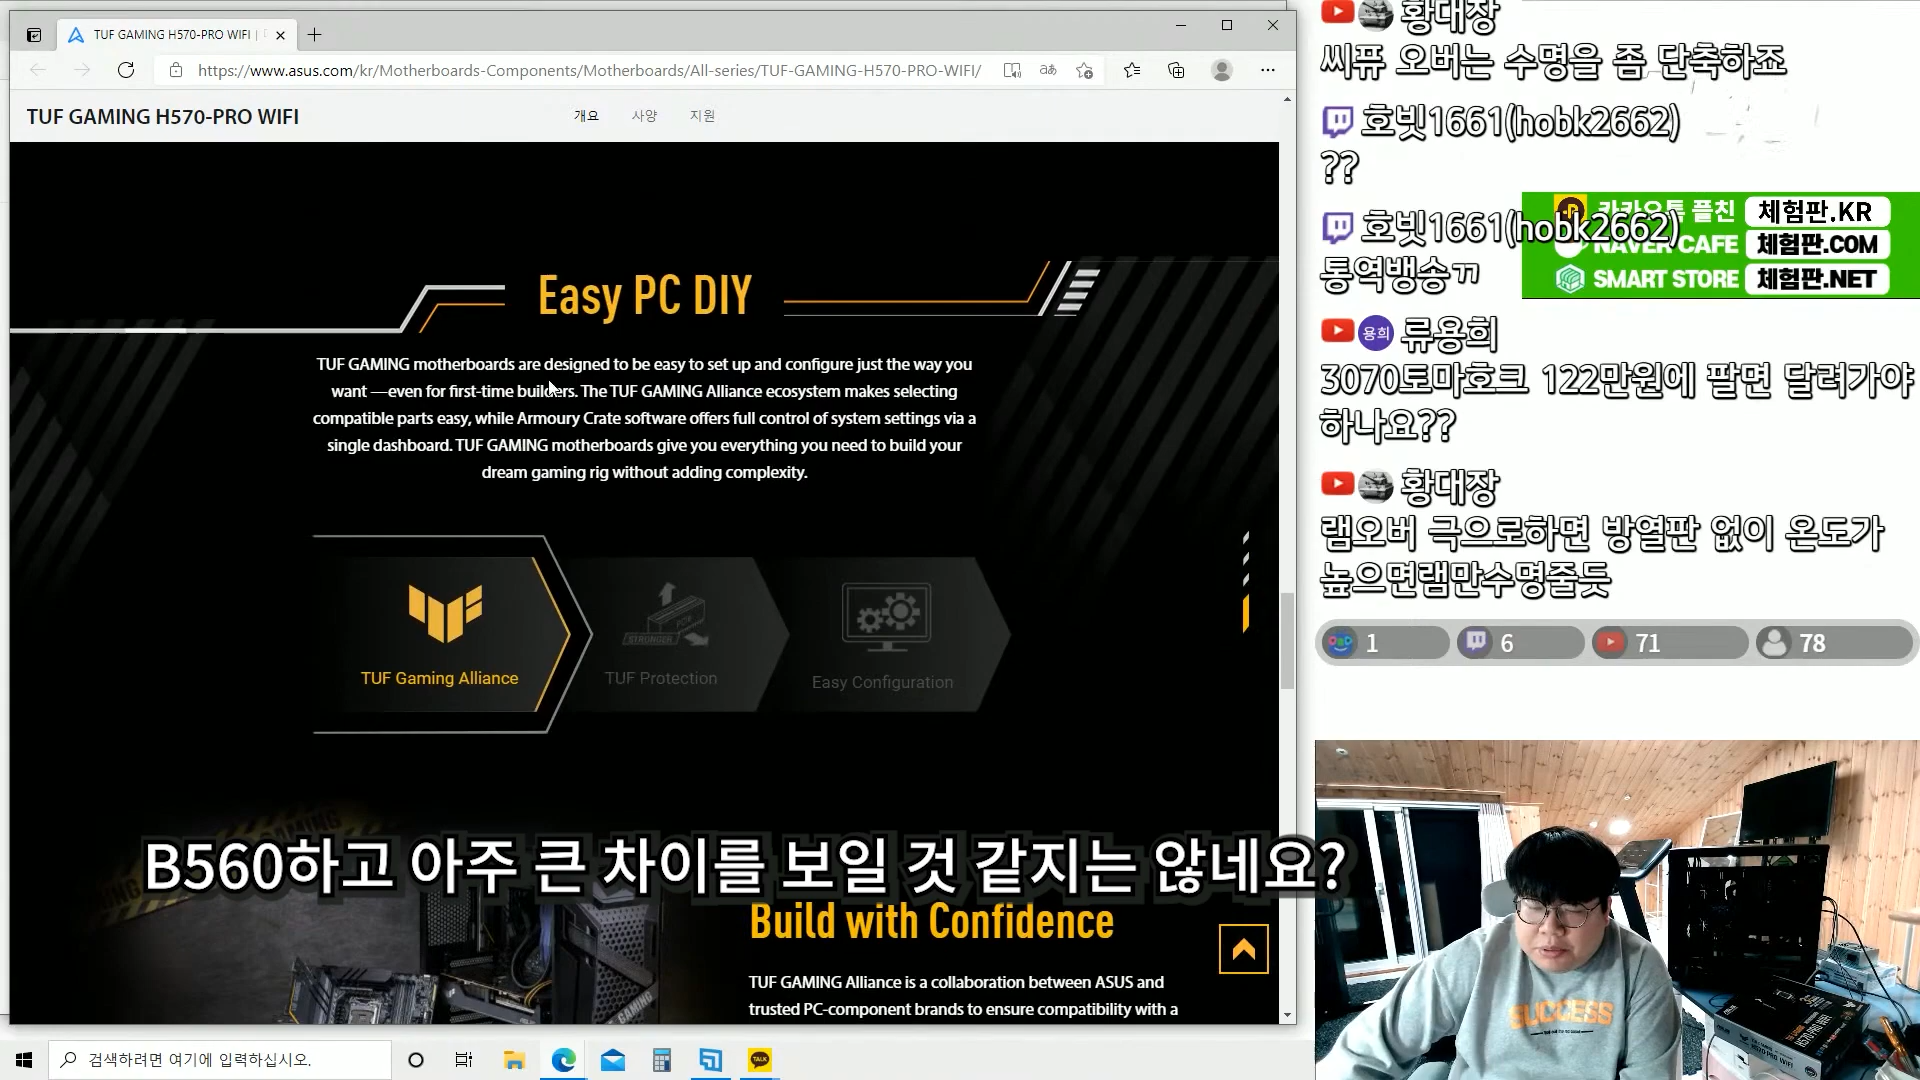 TUF GAMING H570-PRO WIFI |
https://www.asus.com/kr/Motherboards-Components/Motherboards/All-series/TUF-GAMING-H570-PRO-WIFI/
TUF GAMING H570-PRO WIFI
개요
사양
지원
Easy PC DIY
TUF GAMING motherboards are designed to be easy to set up and configure just the way you
want —even for first-time builders. The TUF GAMING Alliance ecosystem makes selecting
compatible parts easy, while Armoury Crate software offers full control of system settings via a
single dashboard. TUF GAMING motherboards give you everything you need to build your
dream gaming rig without adding complexity.
TUF Gaming Alliance
TUF Protection
Easy Configuration
B560하고 아주 큰 차이를 보일 것 같지는 않네요?
Build with Confidence
TUF GAMING Alliance is a collaboration between ASUS and
trusted PC-component brands to ensure compatibility with a
검색하려면 여기에 입력하십시오.
TALK
황대장
씨퓨 오버는 수명을 좀 단축하죠
호빗1661(hobk2662)
??
호빗1661(hobk2662)
통역뱅송ㄲ
카카오톡 플친 체험판.KR
NAVER CAFE 체험판.COM
SMART STORE 체험판.NET
용희 류용희
3070토마호크 122만원에 팔면 달려가야
하나요??
황대장
램오버 극으로하면 방열판 없이 온도가
높으면램만수명줄듯
1
6
71
78
SUCCESS